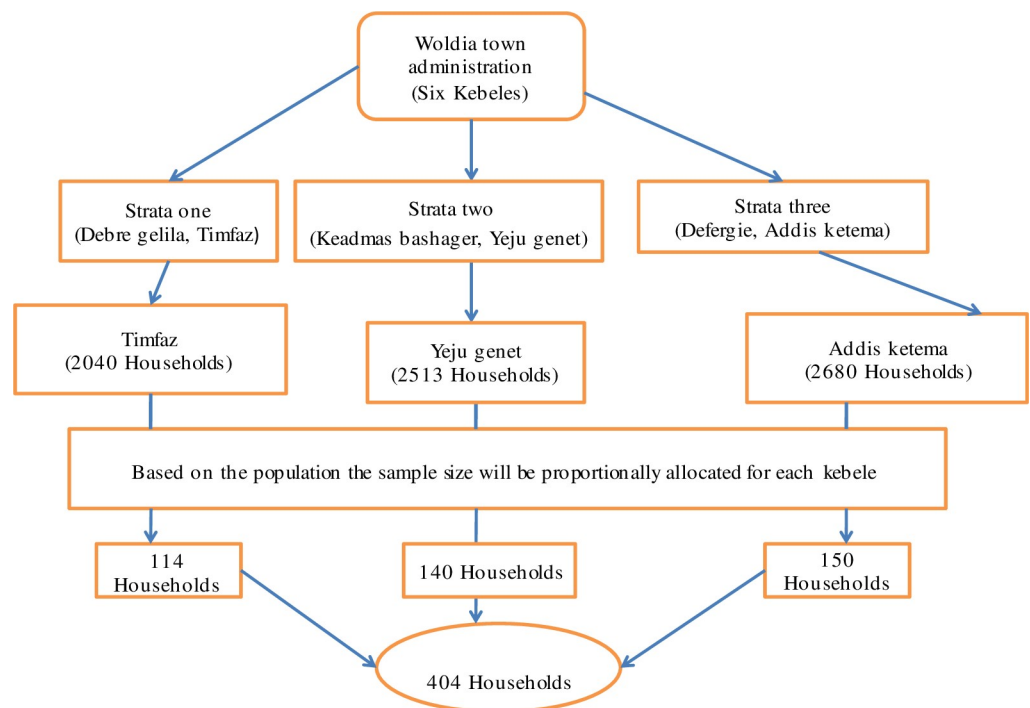 Woldia town
administration
(Six Kebeles)
Strata one
(Debre gelila, Timfaz)
Strata two
(Keadmas bashager, Yeju genet)
Strata three
(Defergie, Addis ketema)
Timfaz
(2040 Households)
Yeju genet
(2513 Households)
Addis ketema
(2680 Households)
Based on the population the sample size will be proportionally allocated for each kebele
114
Households
140 Households
150
Households
404 Households